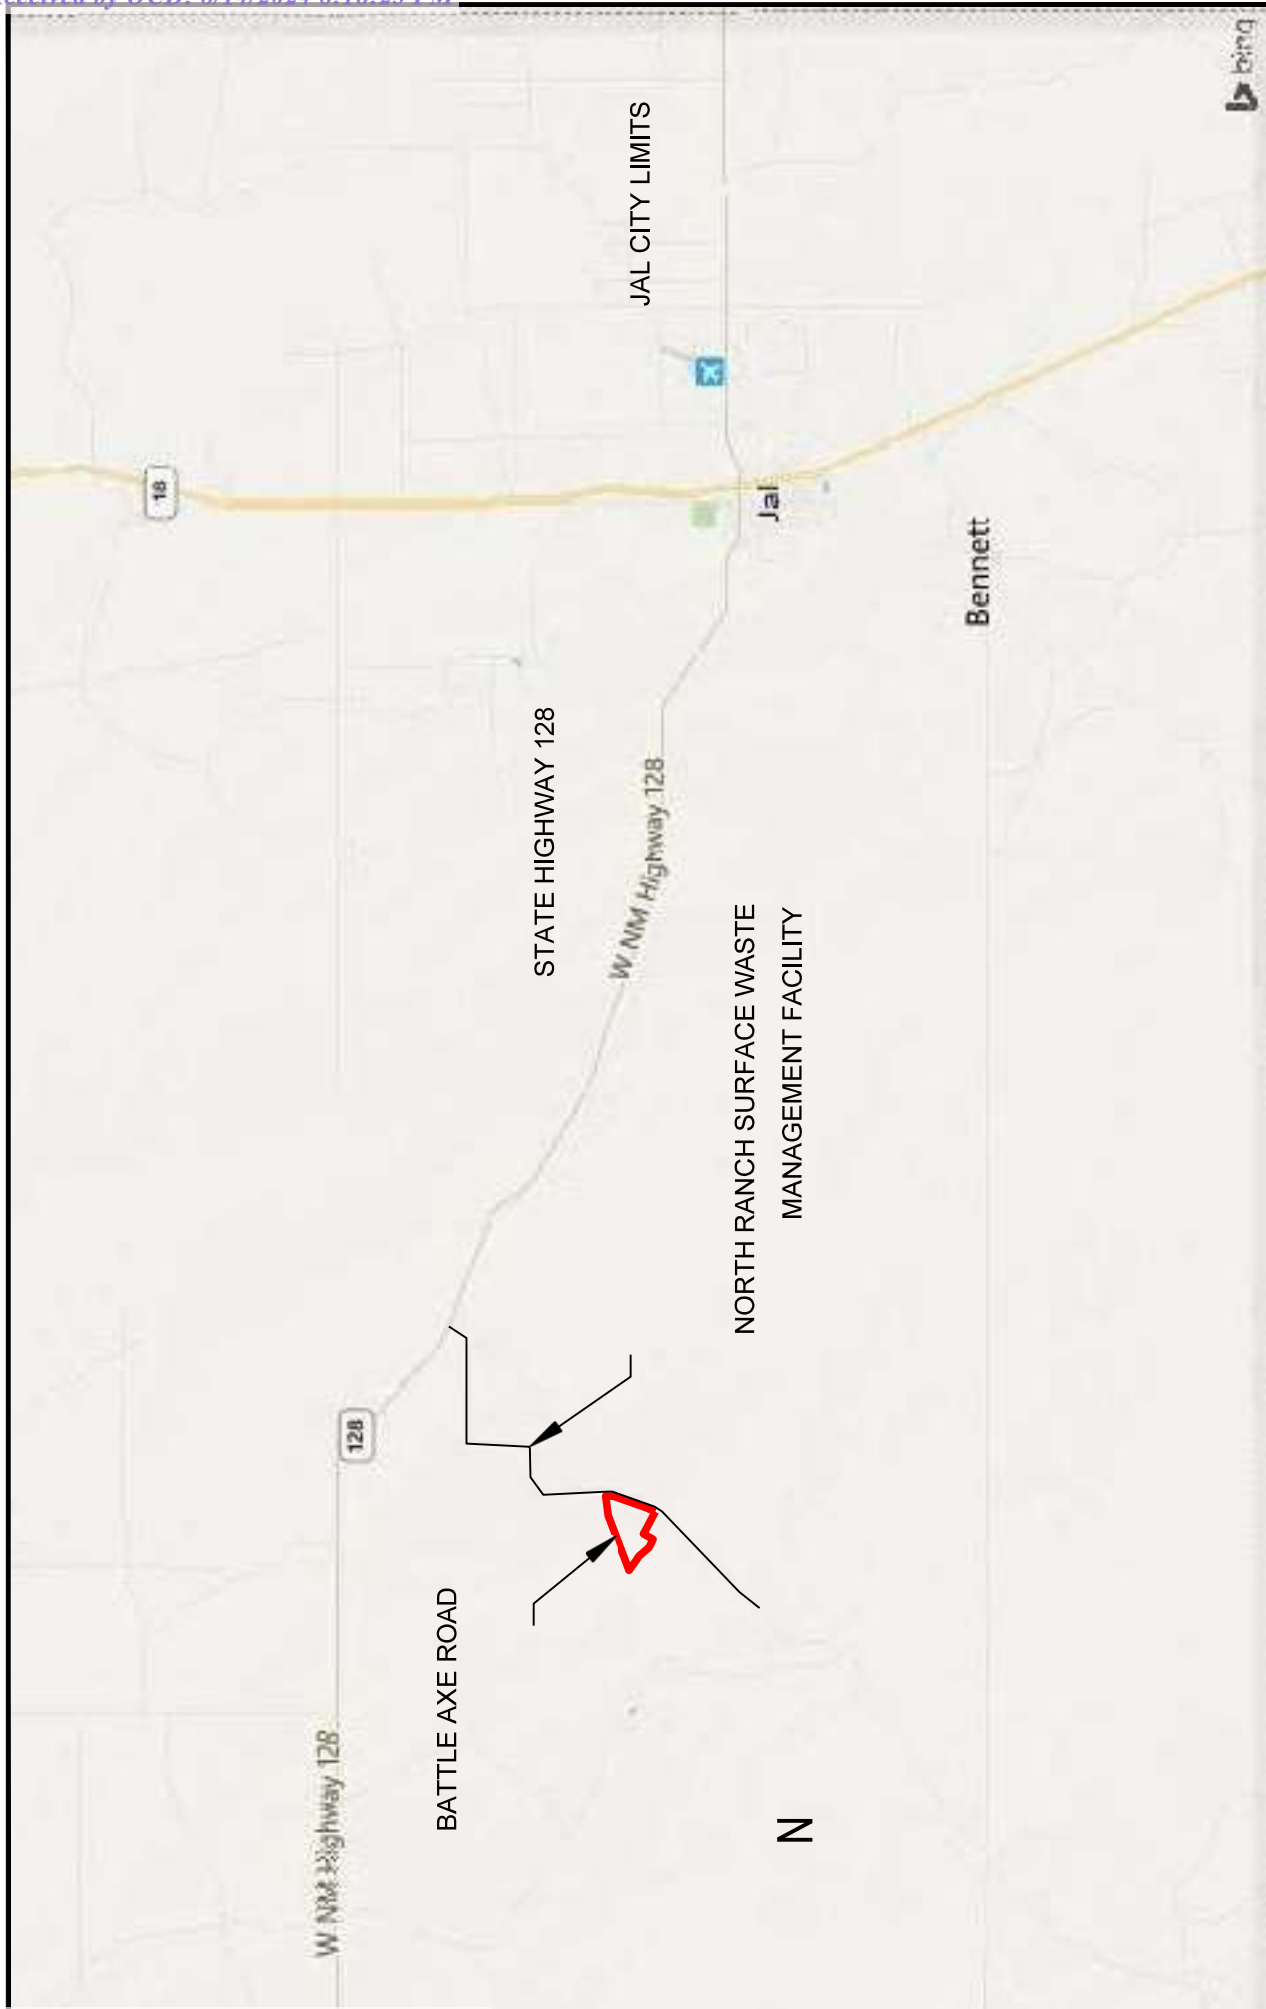 bing
JAL CITY LIMITS
18
Jal
Bennett
STATE HIGHWAY 128
W NM Highway 128
NORTH RANCH SURFACE WASTE
MANAGEMENT FACILITY
128
BATTLE AXE ROAD
W NM Highway 128
N